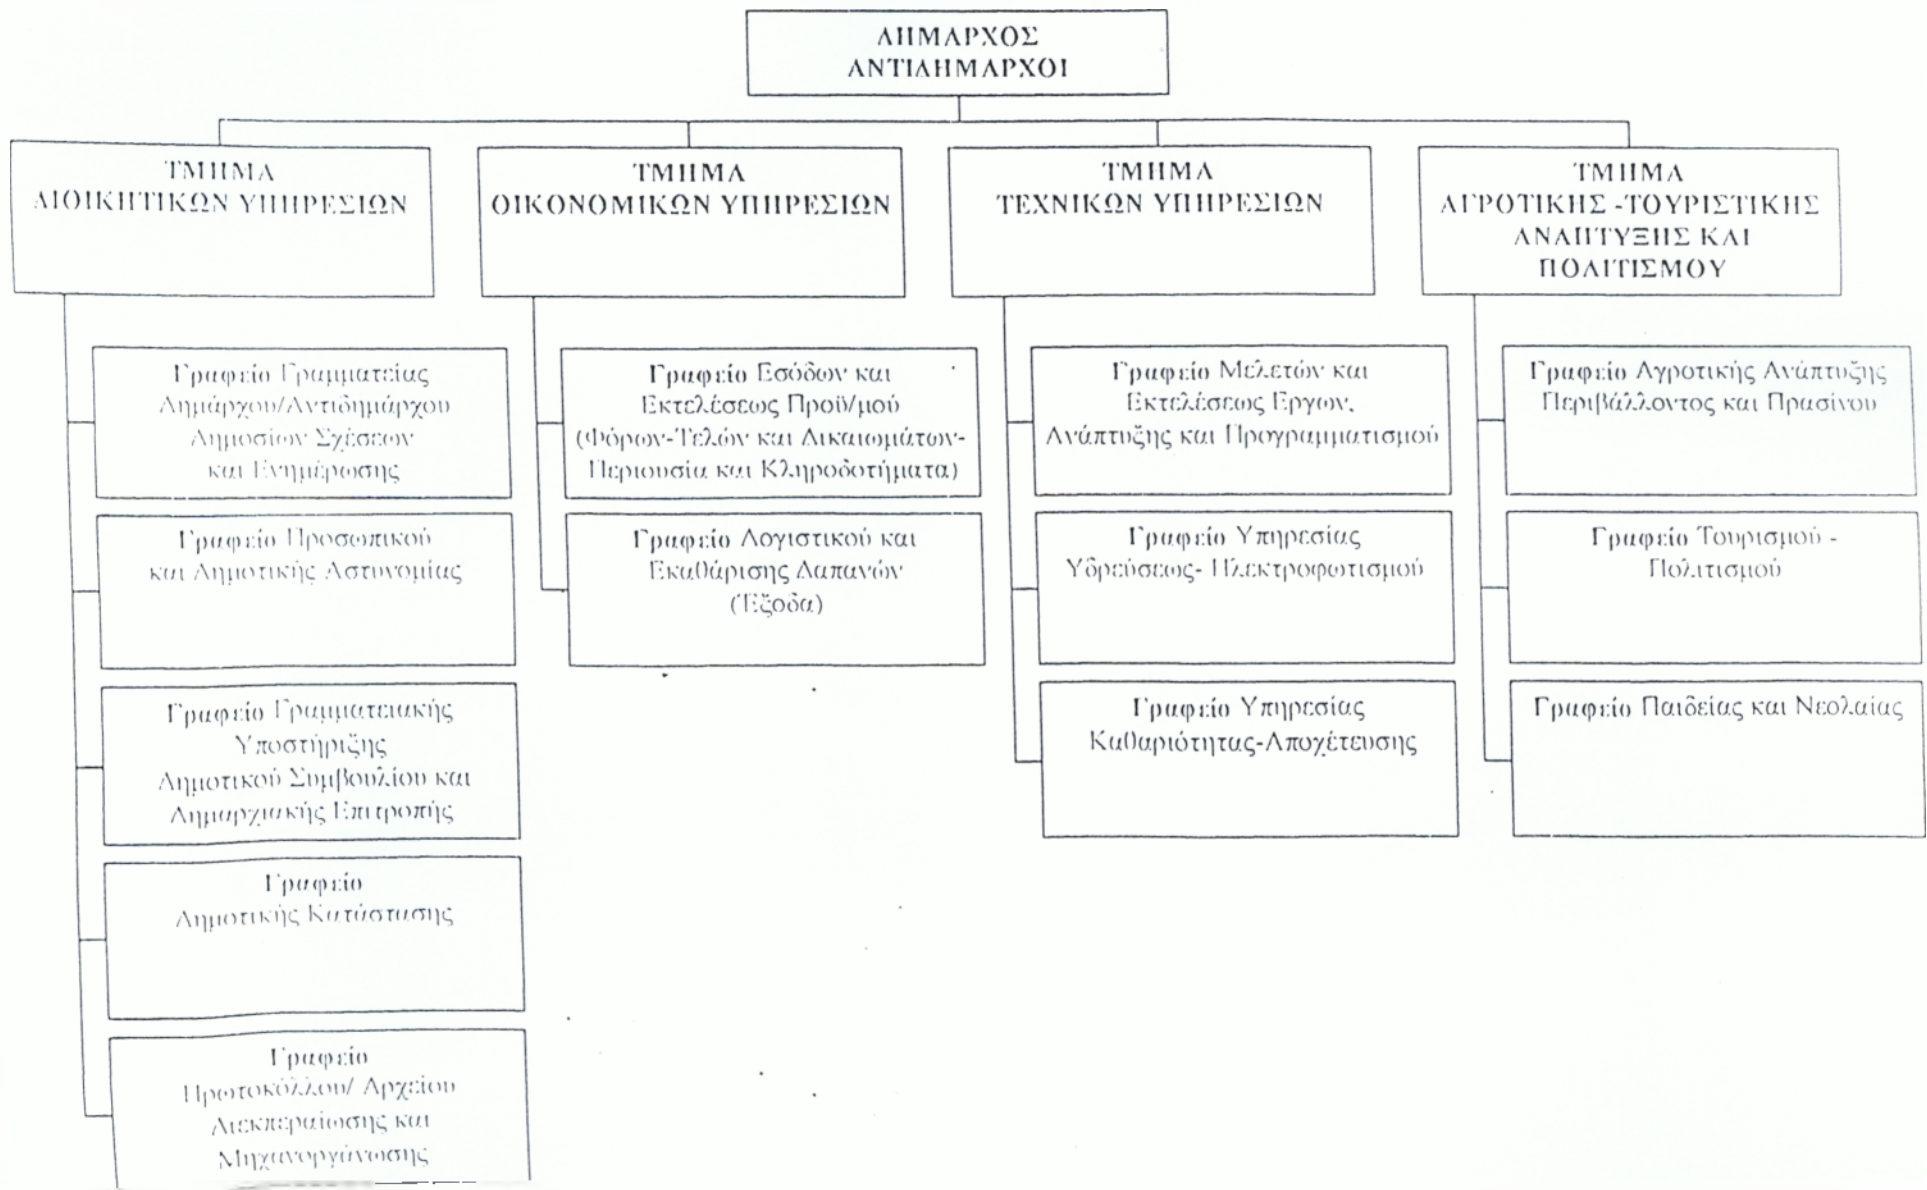 ΔΗΜΑΡΧΟΣ
ΑΝΤΙΔΗΜΑΡΧΟΙ
ΤΜΗΜΑ
ΔΙΟΙΚΗΤΙΚΩΝ ΥΠΗΡΕΣΙΩΝ
Γραφείο Γραμματείας
Δημάρχου/Αντιδημάρχου
Δημοσίων Σχέσεων
και Ενημέρωσης
Γραφείο Προσωπικού
και Δημοτικής Αστυνομίας
Γραφείο Γραμματειακής
Υποστήριξης
Δημοτικού Συμβουλίου και
Δημαρχιακής Επιτροπής
Γραφείο
Δημοτικής Κατάστασης
Γραφείο
Πρωτοκόλλου/ Αρχείου
Διεκπεραίωσης και
Μηχανοργάνωσης
ΤΜΗΜΑ
ΟΙΚΟΝΟΜΙΚΩΝ ΥΠΗΡΕΣΙΩΝ
Γραφείο Εσόδων και
Εκτελέσεως Προϋ/μού
(Φόρων-Τελών και Δικαιωμάτων-
Περιουσία και Κληροδοτήματα)
Γραφείο Λογιστικού και
Εκαθάρισης Δαπανών
(Έξοδα)
ΤΜΗΜΑ
ΤΕΧΝΙΚΩΝ ΥΠΗΡΕΣΙΩΝ
Γραφείο Μελετών και
Εκτελέσεως Εργων,
Ανάπτυξης και Προγραμματισμού
Γραφείο Υπηρεσίας
Υδρεύσεως- Ηλεκτροφωτισμού
Γραφείο Υπηρεσίας
Καθαριότητας-Αποχέτευσης
ΤΜΗΜΑ
ΑΓΡΟΤΙΚΗΣ -ΤΟΥΡΙΣΤΙΚΗΣ
ΑΝΑΠΤΥΞΗΣ ΚΑΙ
ΠΟΛΙΤΙΣΜΟΥ
Γραφείο Αγροτικής Ανάπτυξης
Περιβάλλοντος και Πρασίνου
Γραφείο Τουρισμού -
Πολιτισμού
Γραφείο Παιδείας και Νεολαίας